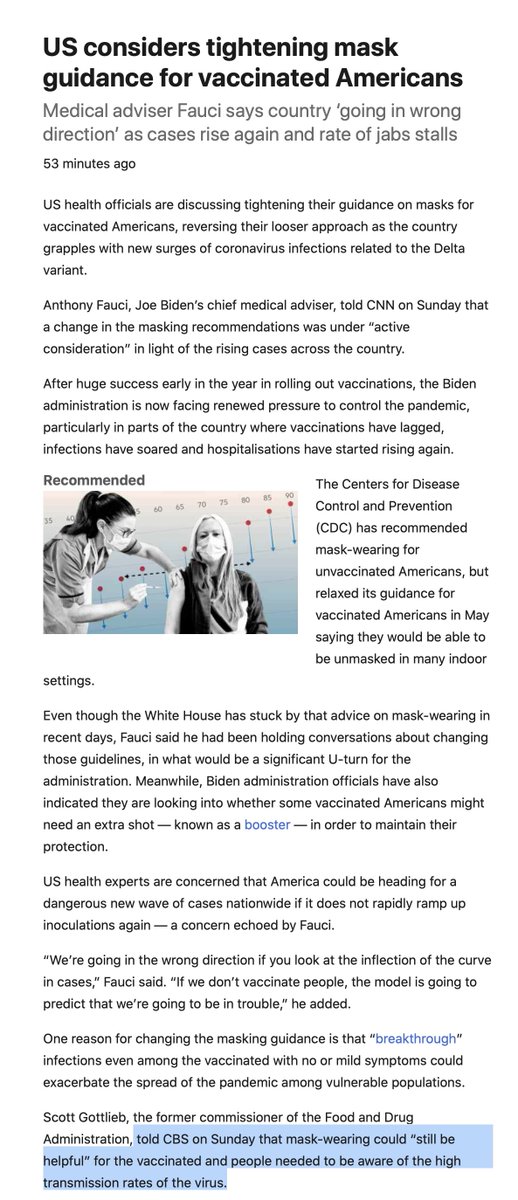 US considers tightening mask
guidance for vaccinated Americans
Medical adviser Fauci says country ‘going in wrong
direction’ as cases rise again and rate of jabs stalls
53 minutes ago
US health officials are discussing tightening their guidance on masks for
vaccinated Americans, reversing their looser approach as the country
grapples with new surges of coronavirus infections related to the Delta
variant.
Anthony Fauci, Joe Biden’s chief medical adviser, told CNN on Sunday that
a change in the masking recommendations was under “active
consideration” in light of the rising cases across the country.
After huge success early in the year in rolling out vaccinations, the Biden
administration is now facing renewed pressure to control the pandemic,
particularly in parts of the country where vaccinations have lagged,
infections have soared and hospitalisations have started rising again.
Recommended
35 40 5 60 65 70 75 80 85 90
The Centers for Disease
Control and Prevention
(CDC) has recommended
mask-wearing for
unvaccinated Americans, but
relaxed its guidance for
vaccinated Americans in May
saying they would be able to
be unmasked in many indoor
settings.
Even though the White House has stuck by that advice on mask-wearing in
recent days, Fauci said he had been holding conversations about changing
those guidelines, in what would be a significant U-turn for the
administration. Meanwhile, Biden administration officials have also
indicated they are looking into whether some vaccinated Americans might
need an extra shot — known as a booster — in order to maintain their
protection.
US health experts are concerned that America could be heading for a
dangerous new wave of cases nationwide if it does not rapidly ramp up
inoculations again — a concern echoed by Fauci.
“We’re going in the wrong direction if you look at the inflection of the curve
in cases,” Fauci said. “If we don’t vaccinate people, the model is going to
predict that we’re going to be in trouble,” he added.
One reason for changing the masking guidance is that “breakthrough”
infections even among the vaccinated with no or mild symptoms could
exacerbate the spread of the pandemic among vulnerable populations.
Scott Gottlieb, the former commissioner of the Food and Drug
Administration, told CBS on Sunday that mask-wearing could “still be
helpful” for the vaccinated and people needed to be aware of the high
transmission rates of the virus.